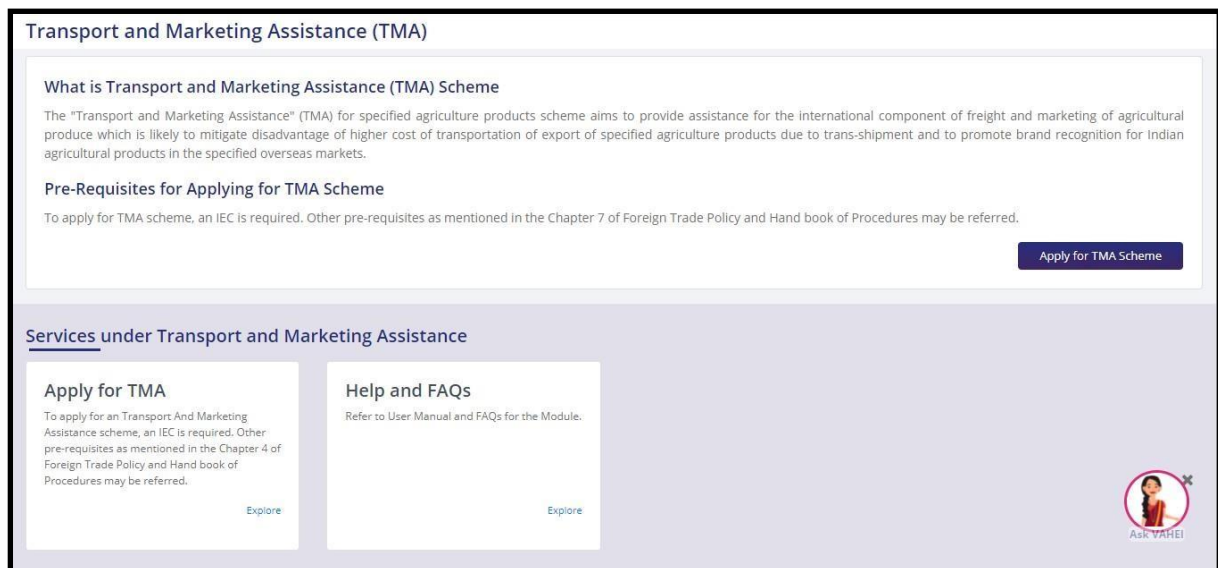 Transport and Marketing Assistance (TMA)
What is Transport and Marketing Assistance (TMA) Scheme
The "Transport and Marketing Assistance" (TMA) for specified agriculture products scheme aims to provide assistance for the international component of freight and marketing of agricultural
produce which is likely to mitigate disadvantage of higher cost of transportation of export of specified agriculture products due to trans-shipment and to promote brand recognition for Indian
agricultural products in the specified overseas markets.
Pre-Requisites for Applying for TMA Scheme
To apply for TMA scheme, an IEC is required. Other pre-requisites as mentioned in the Chapter 7 of Foreign Trade Policy and Hand book of Procedures may be referred.
Apply for TMA Scheme
Services under Transport and Marketing Assistance
Apply for TMA
To apply for an Transport And Marketing
Assistance scheme, an IEC is required. Other
pre-requisites as mentioned in the Chapter 4 of
Foreign Trade Policy and Hand book of
Procedures may be referred.
Explore
Help and FAQs
Refer to User Manual and FAQs for the Module.
Explore
Ask VAHEI